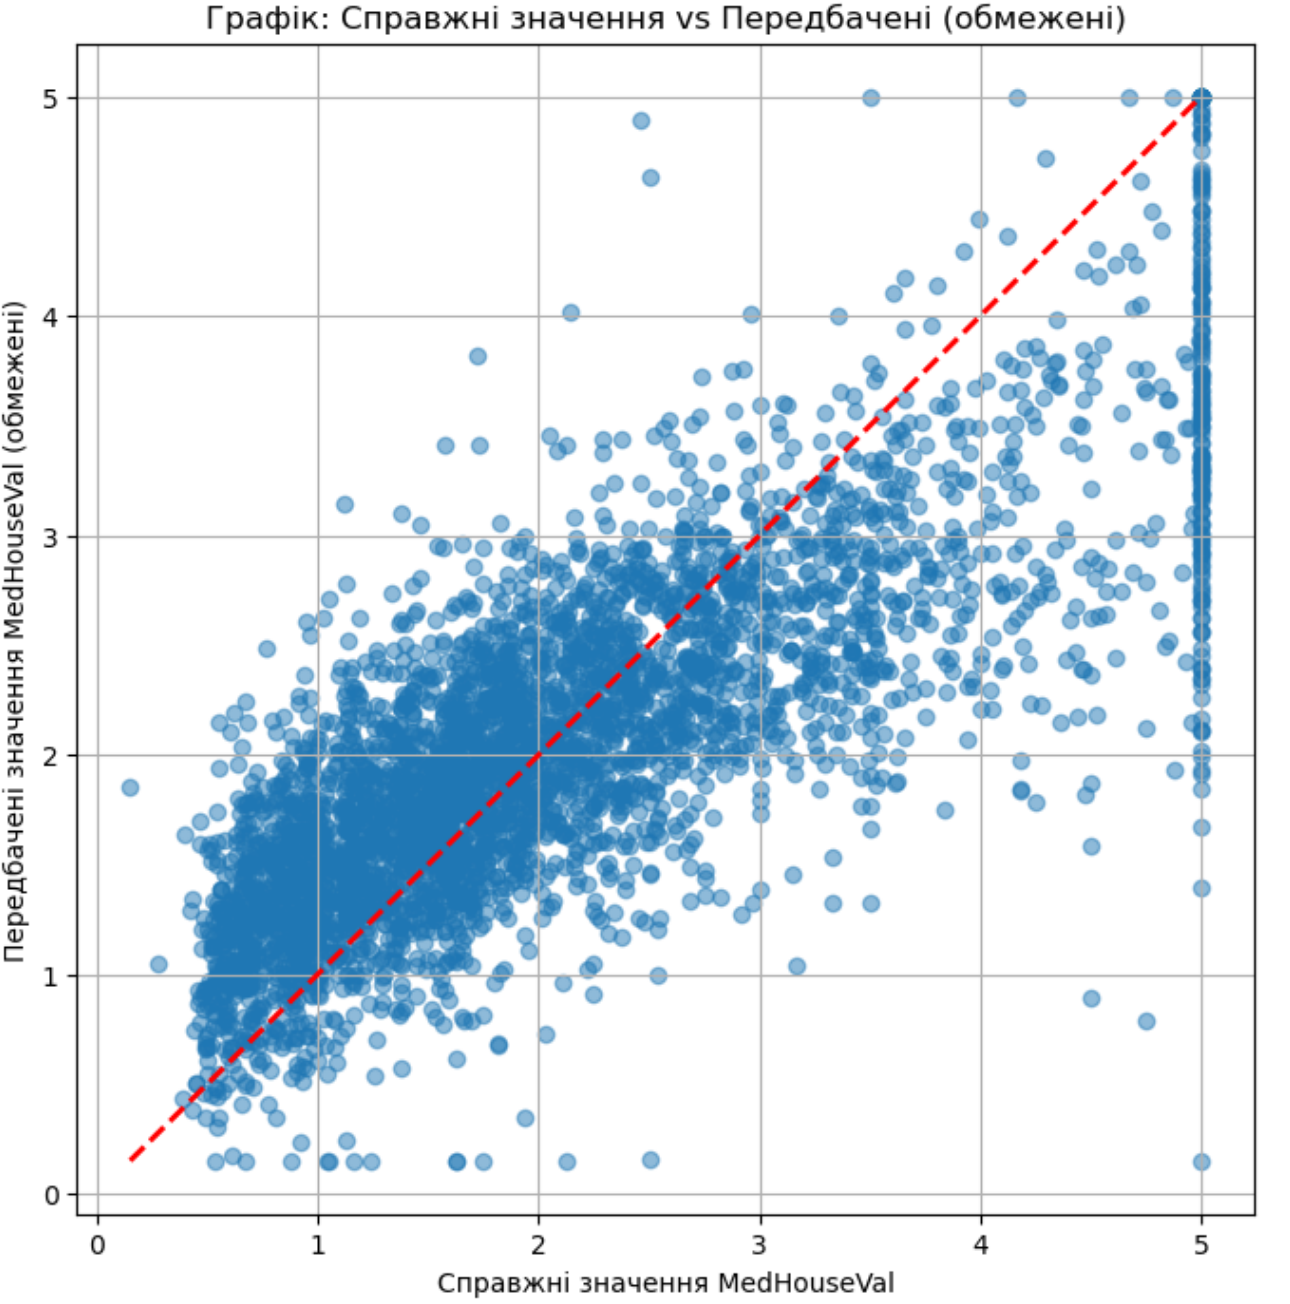 Графік: Справжні значення vs Передбачені (обмежені)
Передбачені значення MedHouseVal (обмежені)
5
4
3
2
1
0
0 1 2 3 4 5
Справжні значення MedHouseVal